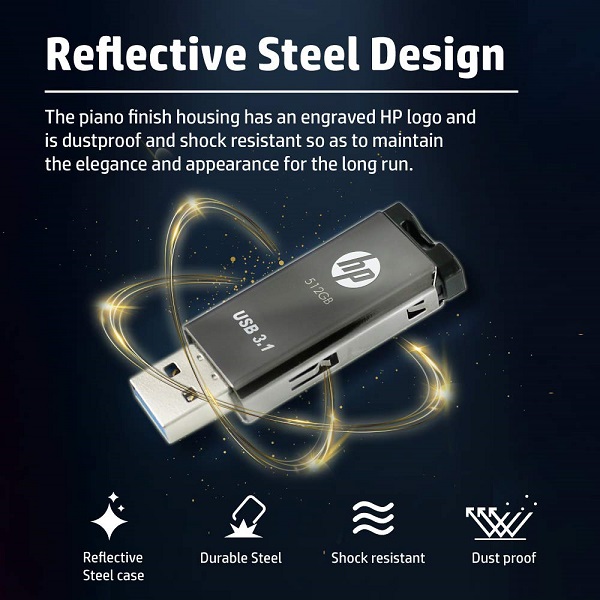 Reflective Steel Design
The piano finish housing has an engraved HP logo and
is dustproof and shock resistant so as to maintain
the elegance and appearance for the long run.
hp
512GB
USB 3.1
Reflective
Steel case
Durable Steel
Shock resistant
Dust proof